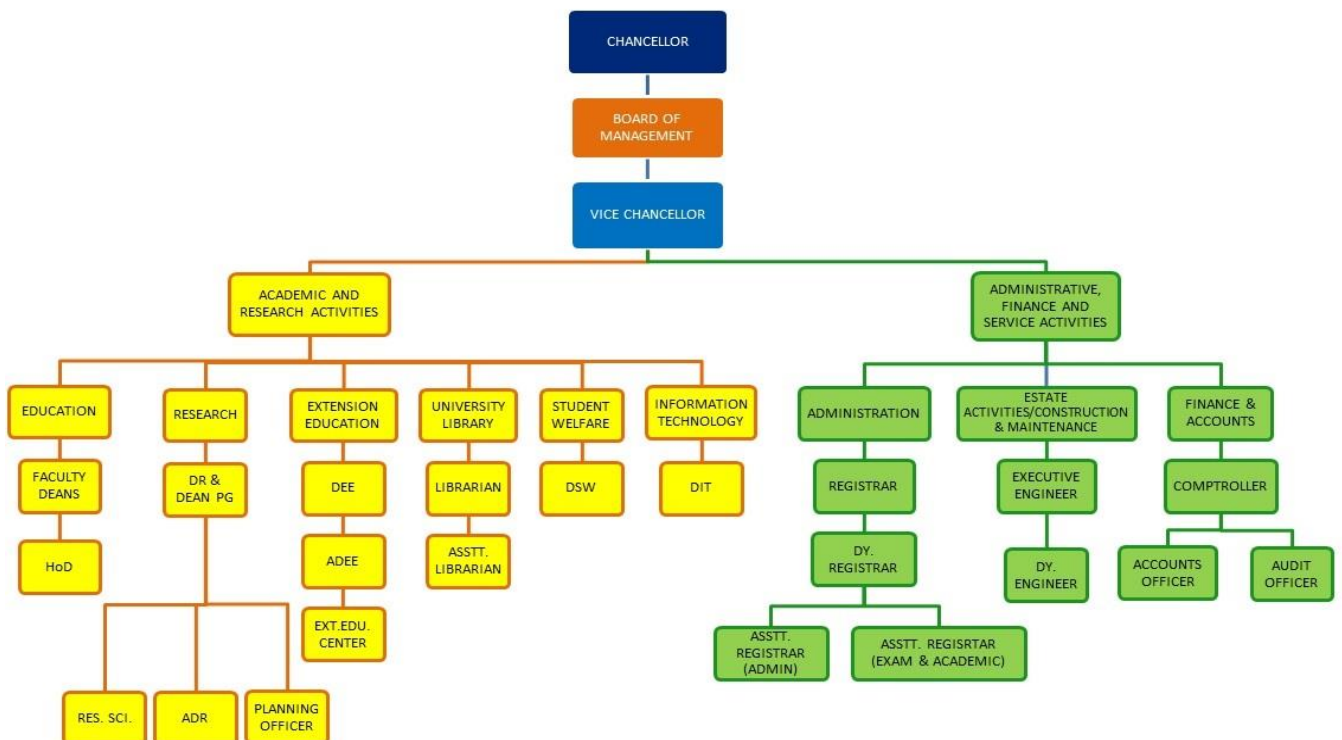 CHANCELLOR
BOARD OF
MANAGEMENT
VICE CHANCELLOR
ACADEMIC AND
RESEARCH ACTIVITIES
ADMINISTRATIVE,
FINANCE AND
SERVICE ACTIVITIES
EDUCATION
RESEARCH
EXTENSION
EDUCATION
UNIVERSITY
LIBRARY
STUDENT
WELFARE
INFORMATION
TECHNOLOGY
ADMINISTRATION
ESTATE
ACTIVITIES/CONSTRUCTION
& MAINTENANCE
FINANCE &
ACCOUNTS
FACULTY
DEANS
DR &
DEAN PG
DEE
LIBRARIAN
DSW
DIT
REGISTRAR
EXECUTIVE
ENGINEER
COMPTROLLER
HoD
ADEE
ASSTT.
LIBRARIAN
DY.
REGISTRAR
DY.
ENGINEER
ACCOUNTS
OFFICER
AUDIT
OFFICER
EXT.EDU.
CENTER
ASSTT.
REGISTRAR
(ADMIN)
ASSTT. REGISRTAR
(EXAM & ACADEMIC)
RES. SCI.
ADR
PLANNING
OFFICER